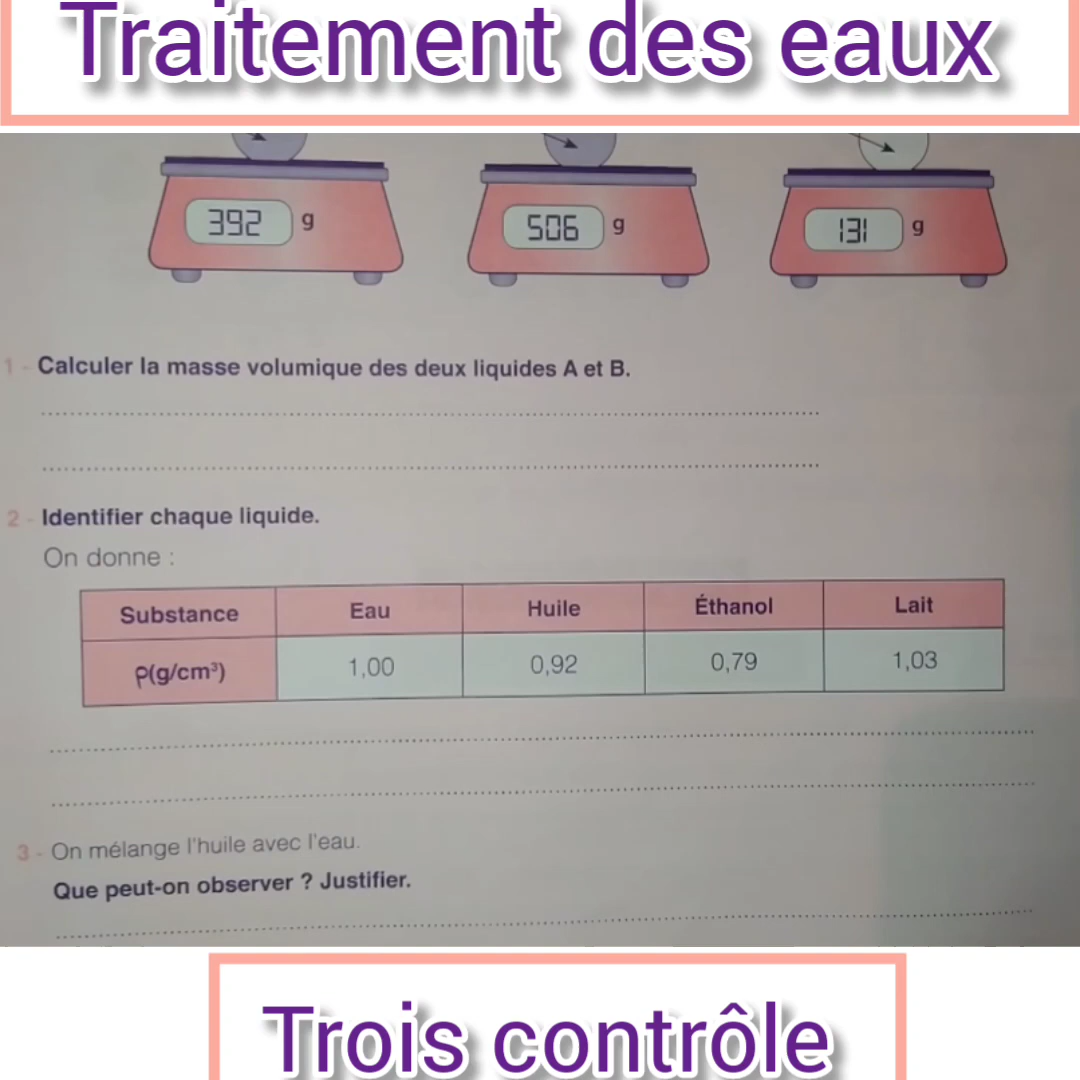 Traitement des eaux
392 g
506 g
131 g
1 - Calculer la masse volumique des deux liquides A et B.
2 - Identifier chaque liquide.
On donne :
Substance Eau Huile Éthanol Lait
ρ(g/cm³) 1,00 0,92 0,79 1,03
3 - On mélange l'huile avec l'eau.
Que peut-on observer ? Justifier.
Trois contrôle